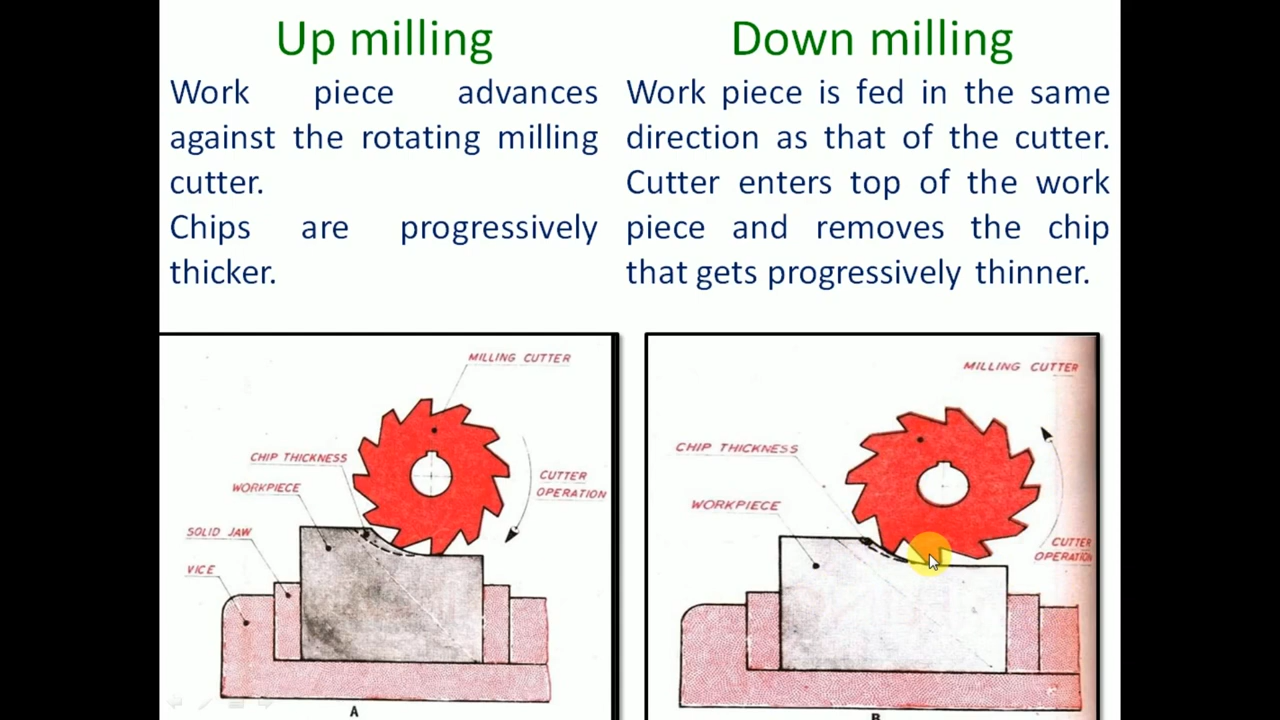 Up milling
Work piece advances
against the rotating milling
cutter.
Chips are progressively
thicker.
Down milling
Work piece is fed in the same
direction as that of the cutter.
Cutter enters top of the work
piece and removes the chip
that gets progressively thinner.
MILLING CUTTER
CHIP THICKNESS
CUTTER
OPERATION
WORKPIECE
SOLID JAW
VICE
A
MILLING CUTTER
CHIP THICKNESS
WORKPIECE
CUTTER
OPERATION
B